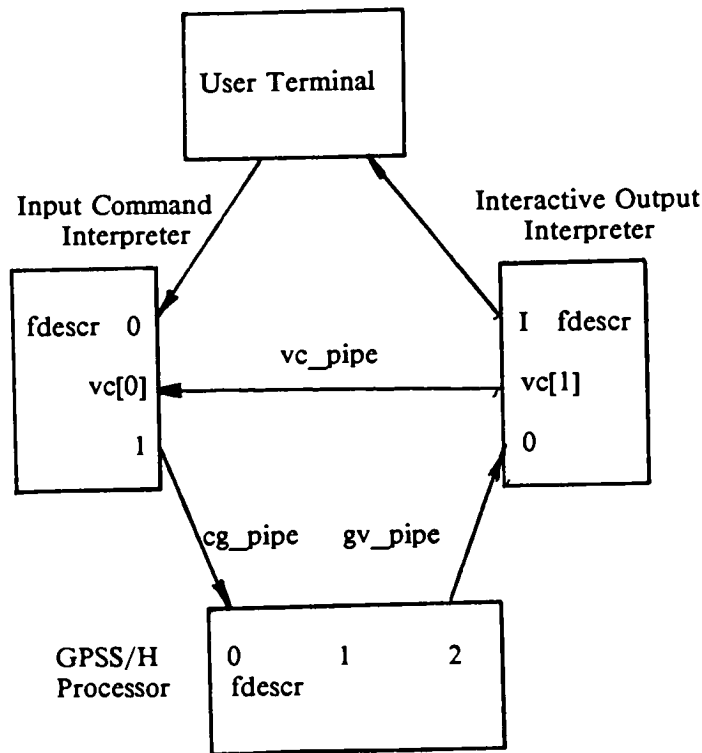 User Terminal
Input Command
Interpreter
Interactive Output
Interpreter
fdescr 0
I fdescr
vc_pipe
vc[0]
vc[1]
1
0
cg_pipe
gv_pipe
GPSS/H
Processor
0 1 2
fdescr